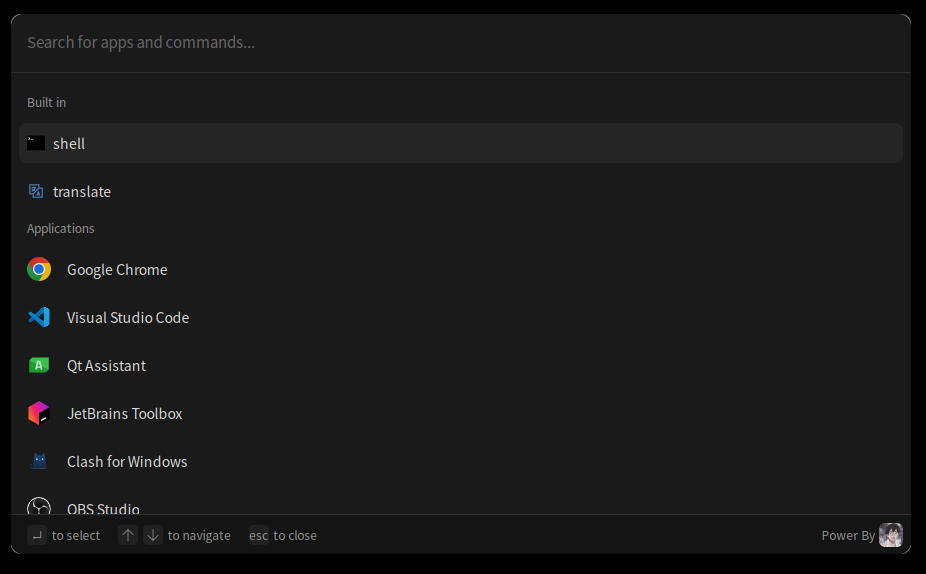 Search for apps and commands...
Built in
shell
translate
Applications
Google Chrome
Visual Studio Code
Qt Assistant
JetBrains Toolbox
Clash for Windows
OBS Studio
to select ↑ ↓ to navigate esc to close Power By